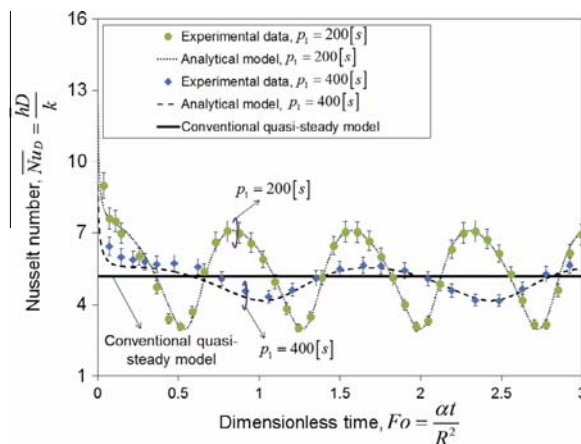 16
13
10
7
4
1
Nusselt number, Nu_D = hD/k
Experimental data, p₁ = 200[s]
Analytical model, p₁ = 200[s]
Experimental data, p₁ = 400[s]
Analytical model, p₁ = 400[s]
Conventional quasi-steady model
p₁ = 200[s]
Conventional quasi-
steady model
p₁ = 400[s]
0 0.5 1 1.5 2 2.5 3
Dimensionless time, Fo = αt/R²